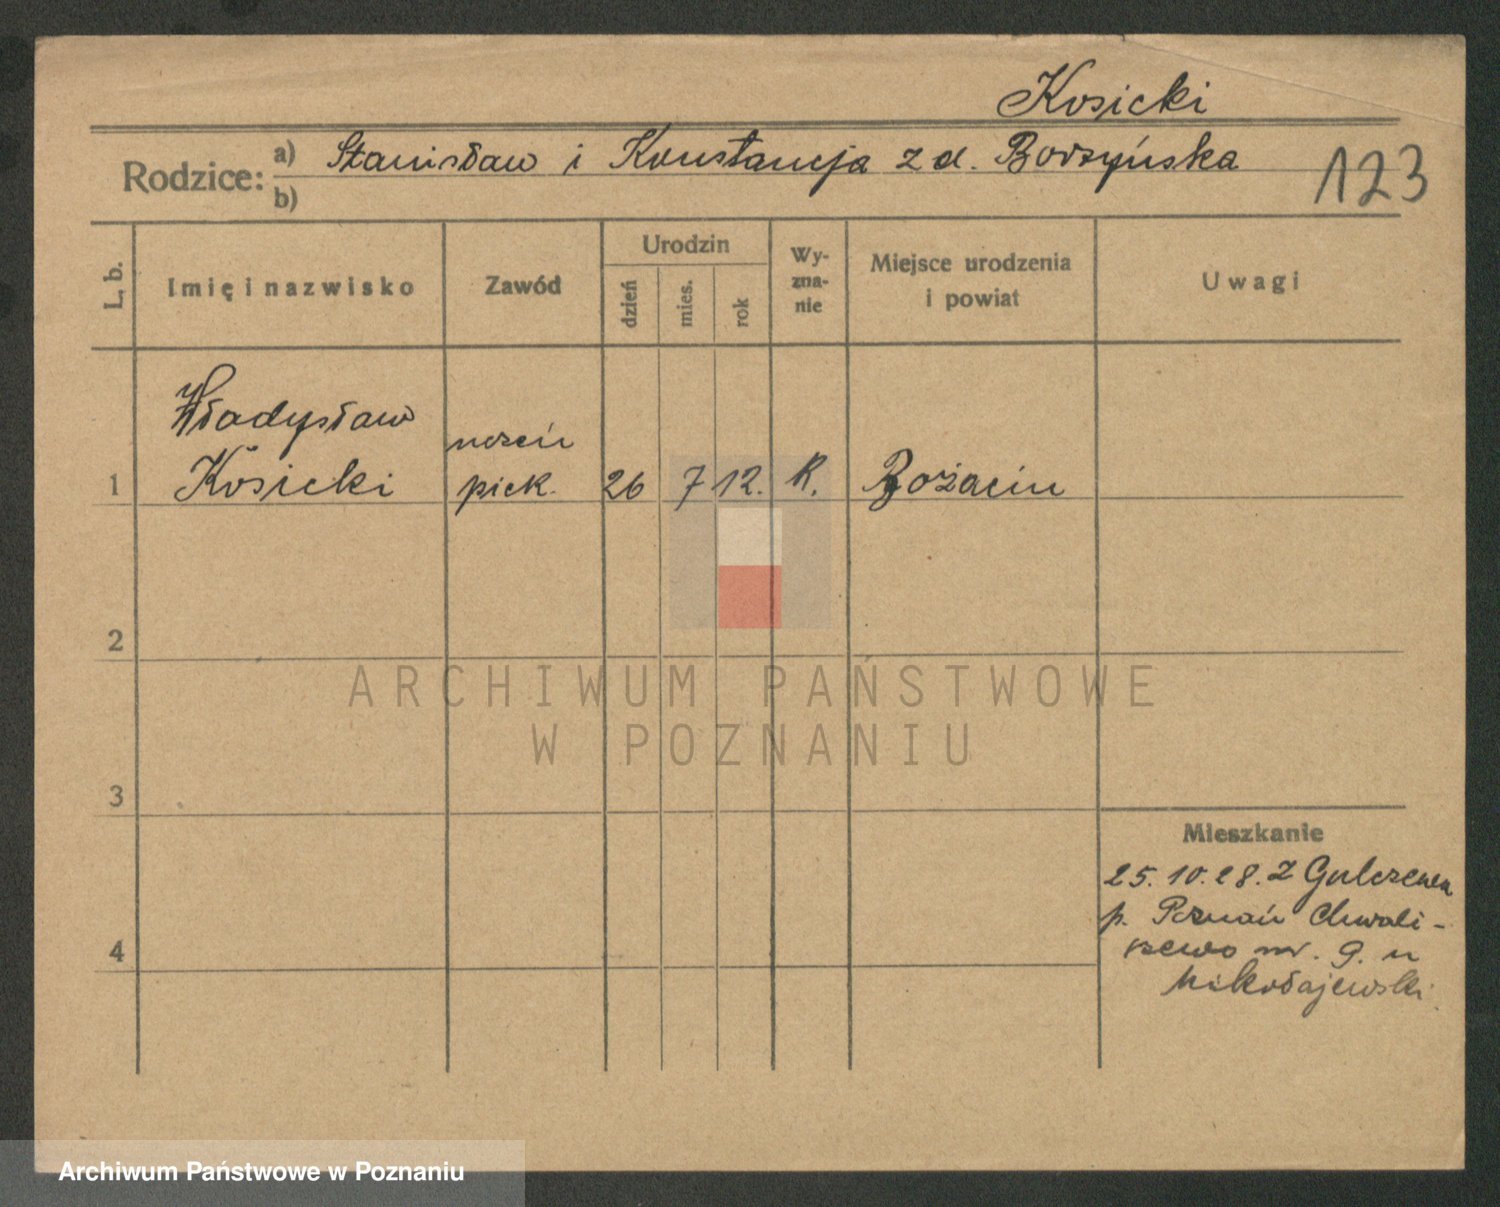 Kosicki
Rodzice: a) Stanisław i Konstancja z d. Borzyńska
b)
123
L. b.
Imię i nazwisko
Zawód
Urodzin
dzień
mies.
rok
Wy-
zna-
nie
Miejsce urodzenia
i powiat
Uwagi
Władysław
uczeń
1 Kosicki piek. 26 7 12. R. Bożacin
2
3
4
Mieszkanie
25.10.28. z Gulczewa
p. Poznań Chwali-
szewo nr. 9. u
Mikołajewski
ARCHIWUM PAŃSTWOWE
W POZNANIU
Archiwum Państwowe w Poznaniu